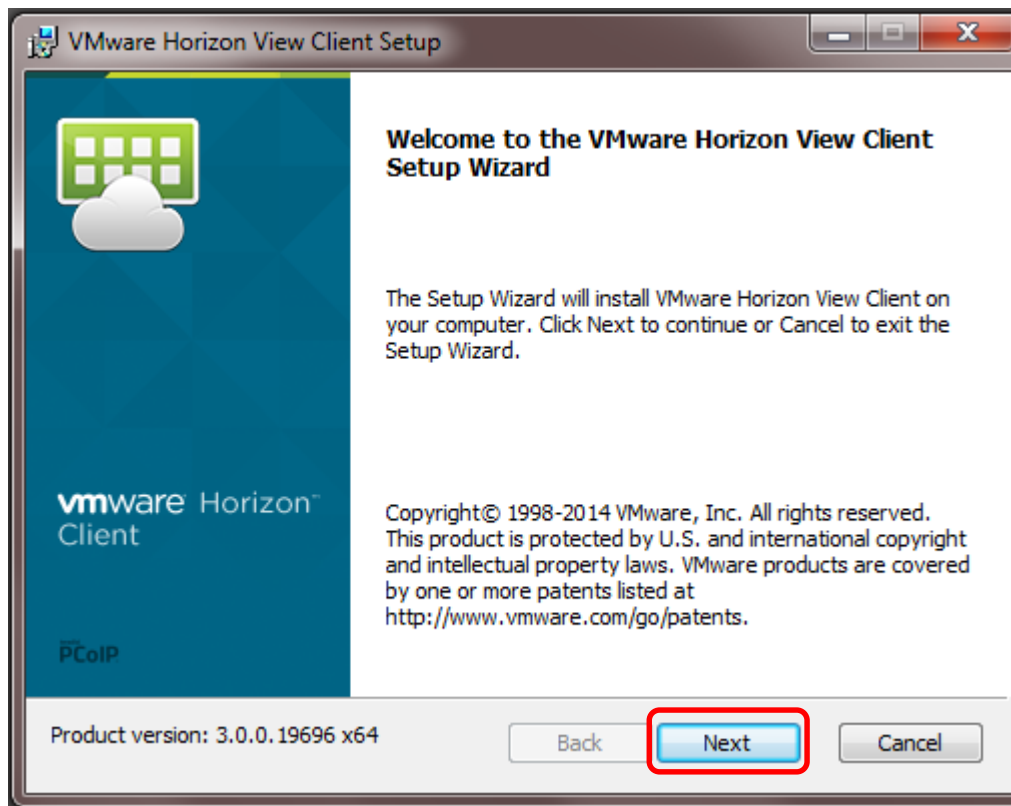 VMware Horizon View Client Setup
Welcome to the VMware Horizon View Client
Setup Wizard
The Setup Wizard will install VMware Horizon View Client on
your computer. Click Next to continue or Cancel to exit the
Setup Wizard.
vmware Horizon™
Client
Copyright© 1998-2014 VMware, Inc. All rights reserved.
This product is protected by U.S. and international copyright
and intellectual property laws. VMware products are covered
by one or more patents listed at
http://www.vmware.com/go/patents.
PCoIP
Product version: 3.0.0.19696 x64
Back
Next
Cancel